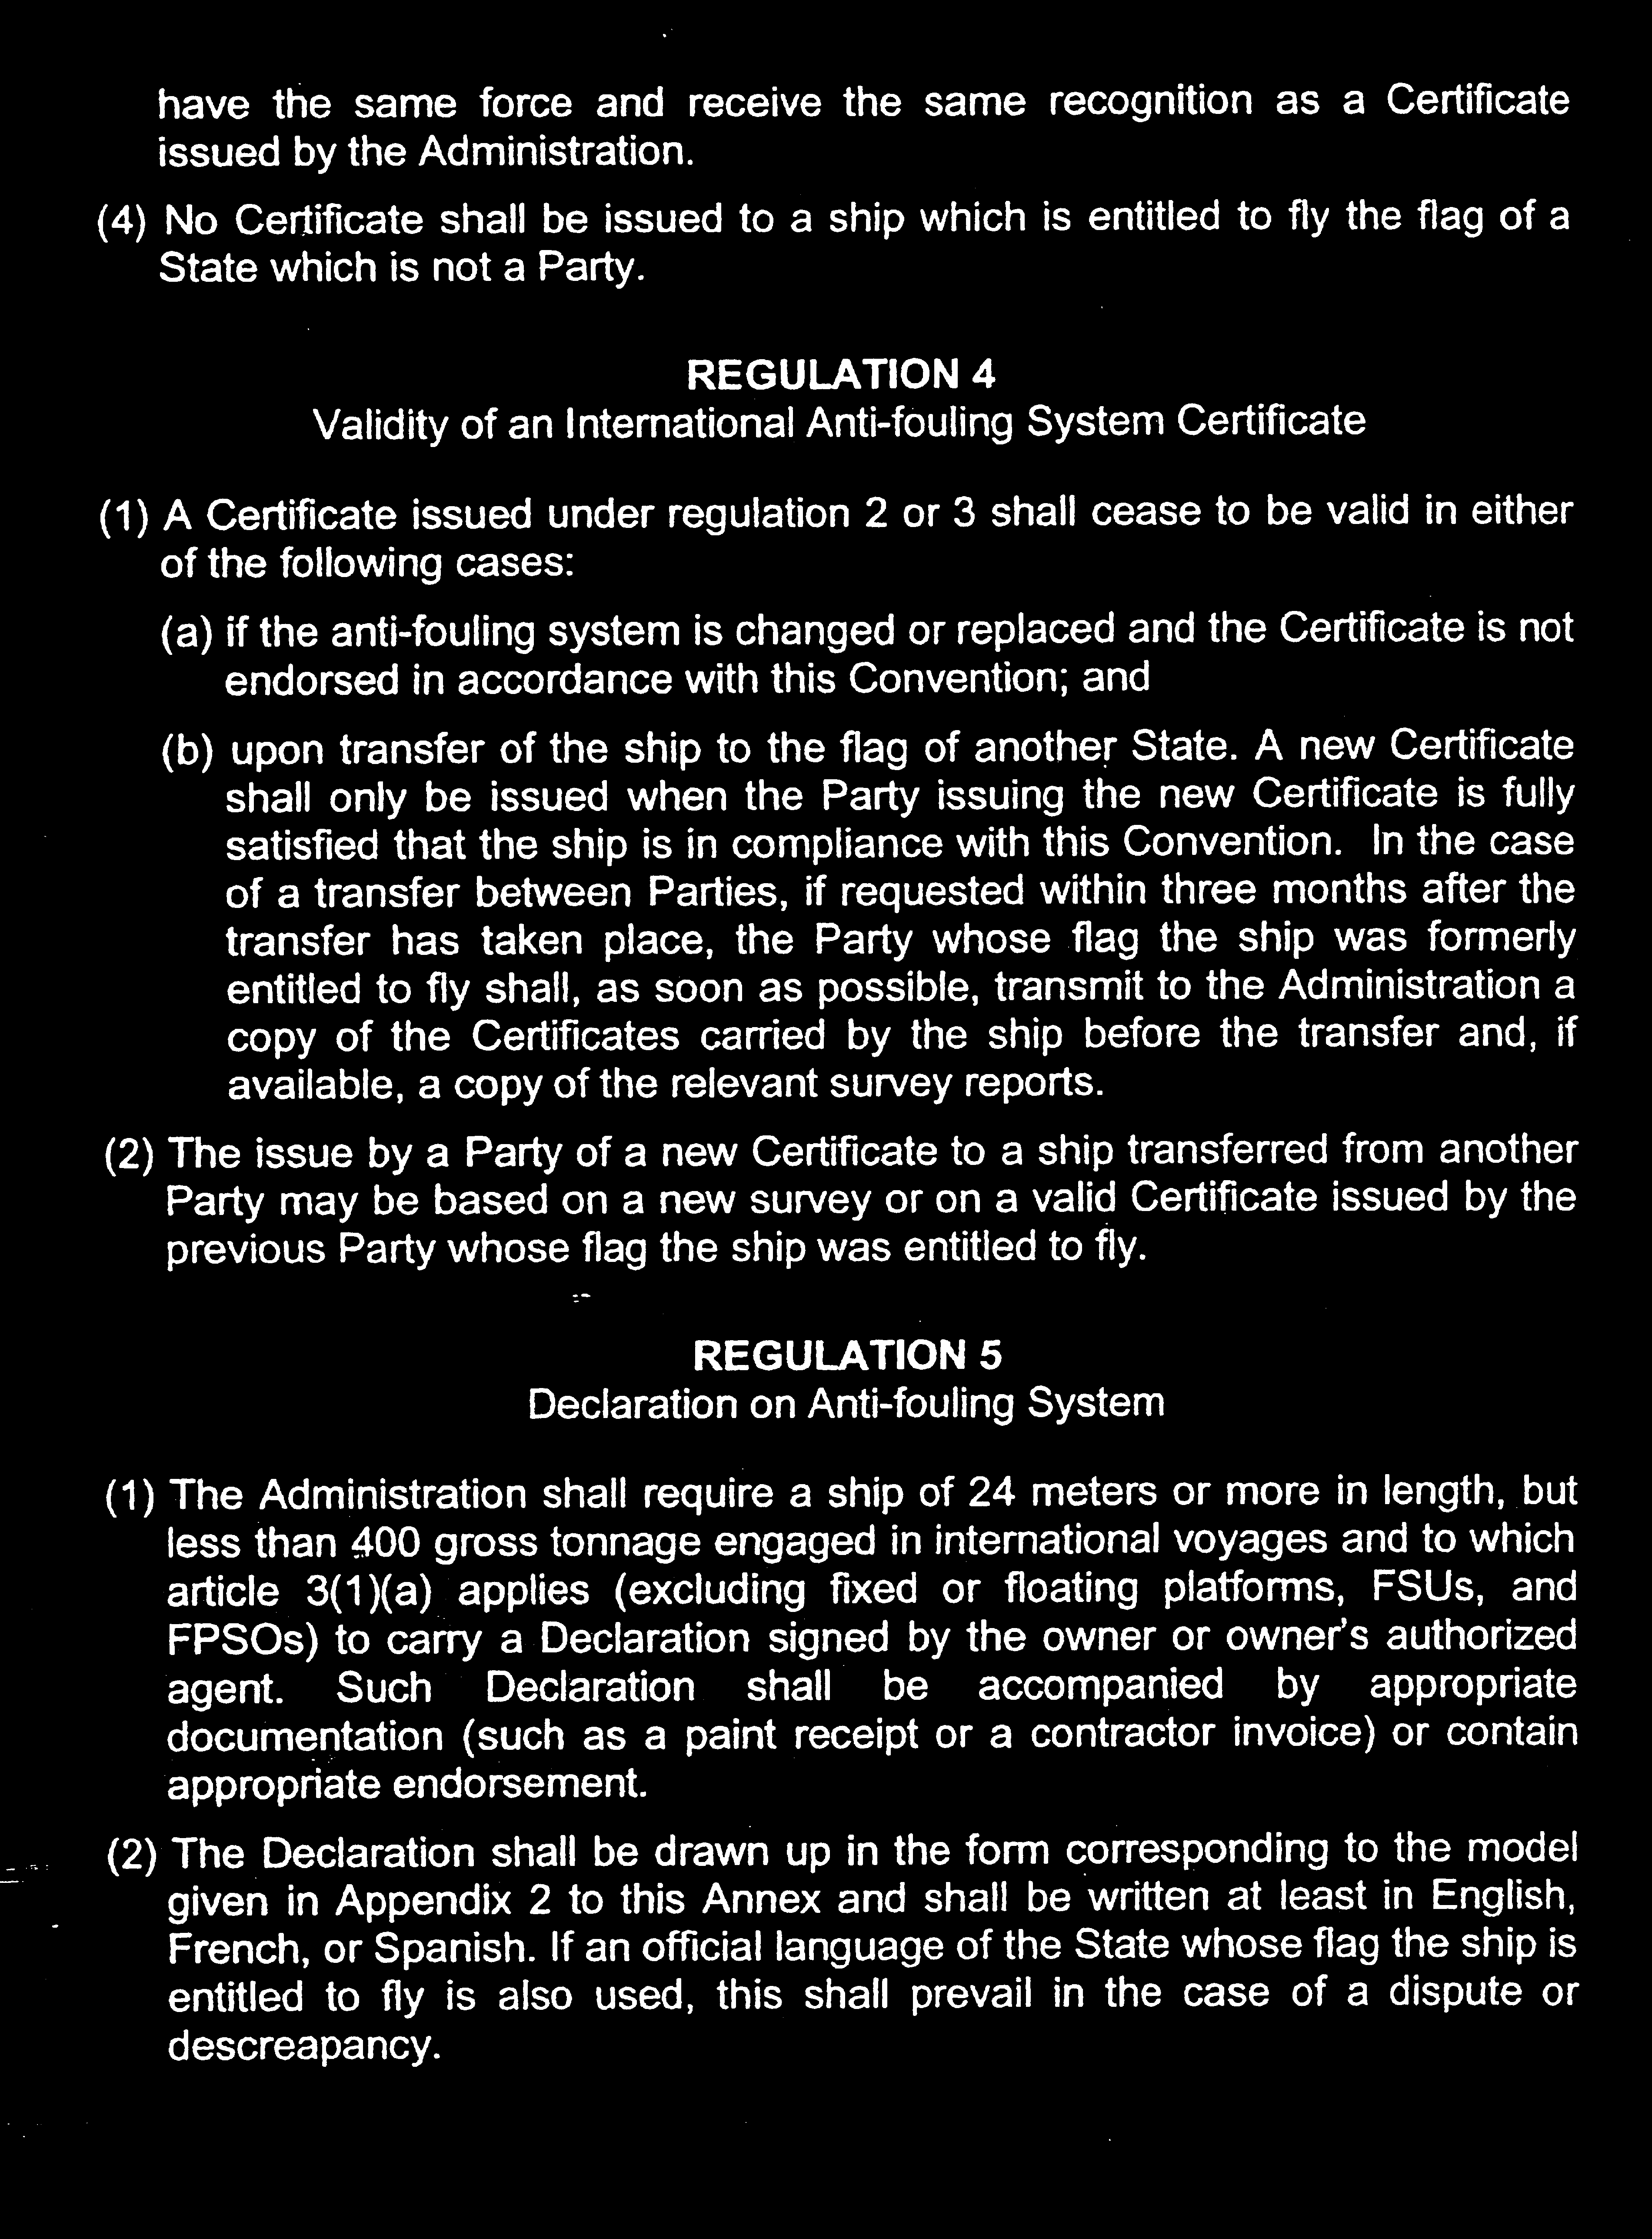 have the same force and receive the same recognition as a Certificate
issued by the Administration.
(4) No Certificate shall be issued to a ship which is entitled to fly the flag of a
State which is not a Party.
REGULATION 4
Validity of an International Anti-fouling System Certificate
(1) A Certificate issued under regulation 2 or 3 shall cease to be valid in either
of the following cases:
(a) if the anti-fouling system is changed or replaced and the Certificate is not
endorsed in accordance with this Convention; and
(b) upon transfer of the ship to the flag of another State. A new Certificate
shall only be issued when the Party issuing the new Certificate is fully
satisfied that the ship is in compliance with this Convention. In the case
of a transfer between Parties, if requested within three months after the
transfer has taken place, the Party whose flag the ship was formerly
entitled to fly shall, as soon as possible, transmit to the Administration a
copy of the Certificates carried by the ship before the transfer and, if
available, a copy of the relevant survey reports.
(2) The issue by a Party of a new Certificate to a ship transferred from another
Party may be based on a new survey or on a valid Certificate issued by the
previous Party whose flag the ship was entitled to fly.
REGULATION 5
Declaration on Anti-fouling System
(1) The Administration shall require a ship of 24 meters or more in length, but
less than 400 gross tonnage engaged in international voyages and to which
article 3(1)(a) applies (excluding fixed or floating platforms, FSUs, and
FPSOs) to carry a Declaration signed by the owner or owner's authorized
agent. Such Declaration shall be accompanied by appropriate
documentation (such as a paint receipt or a contractor invoice) or contain
appropriate endorsement.
(2) The Declaration shall be drawn up in the form corresponding to the model
given in Appendix 2 to this Annex and shall be written at least in English,
French, or Spanish. If an official language of the State whose flag the ship is
entitled to fly is also used, this shall prevail in the case of a dispute or
descreapancy.